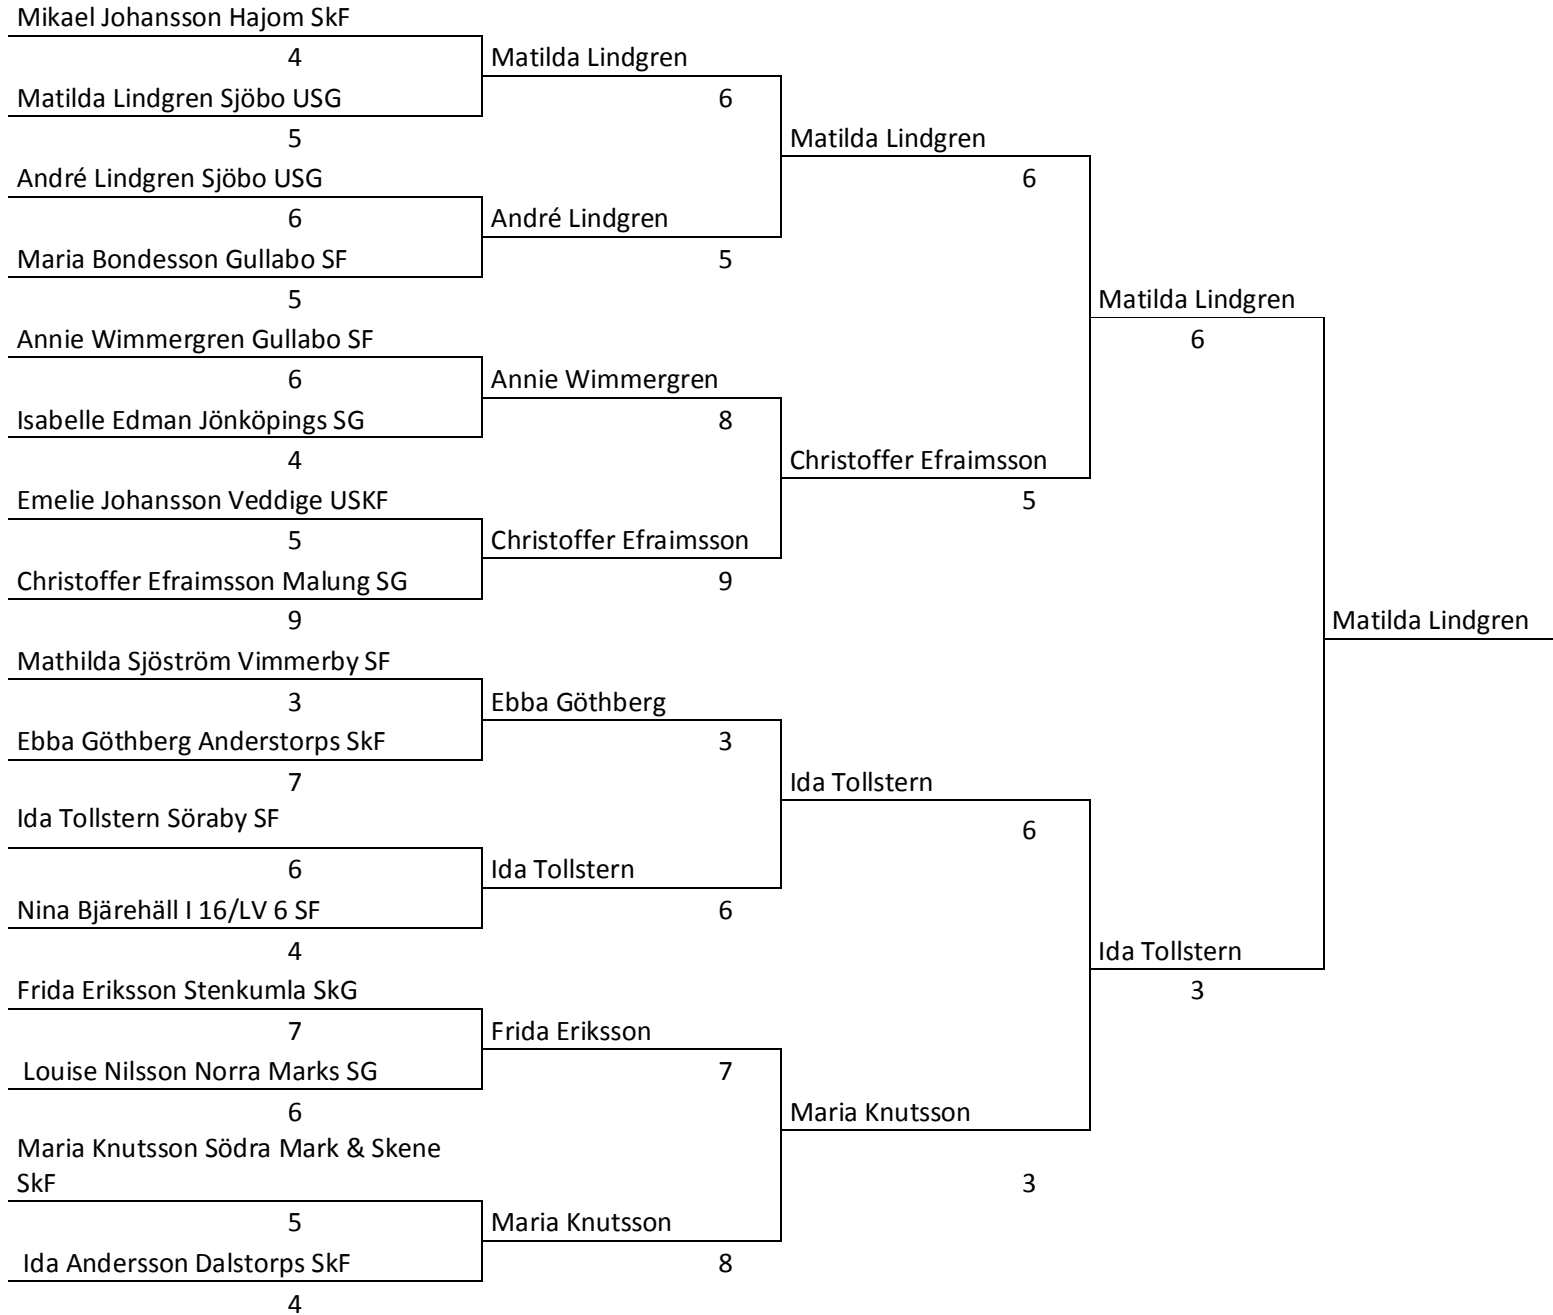 Mikael Johansson Hajom SkF
4
Matilda Lindgren
Matilda Lindgren Sjöbo USG
6
5
Matilda Lindgren
André Lindgren Sjöbo USG
6
6
André Lindgren
Maria Bondesson Gullabo SF
5
5
Matilda Lindgren
Annie Wimmergren Gullabo SF
6
6
Annie Wimmergren
Isabelle Edman Jönköpings SG
8
4
Christoffer Efraimsson
Emelie Johansson Veddige USKF
5
5
Christoffer Efraimsson
Christoffer Efraimsson Malung SG
9
9
Matilda Lindgren
Mathilda Sjöström Vimmerby SF
3
Ebba Göthberg
Ebba Göthberg Anderstorps SkF
3
7
Ida Tollstern
Ida Tollstern Söraby SF
6
6
Ida Tollstern
Nina Bjärehäll I 16/LV 6 SF
6
4
Ida Tollstern
Frida Eriksson Stenkumla SkG
3
7
Frida Eriksson
Louise Nilsson Norra Marks SG
7
6
Maria Knutsson
Maria Knutsson Södra Mark & Skene
SkF
3
5
Maria Knutsson
Ida Andersson Dalstorps SkF
8
4